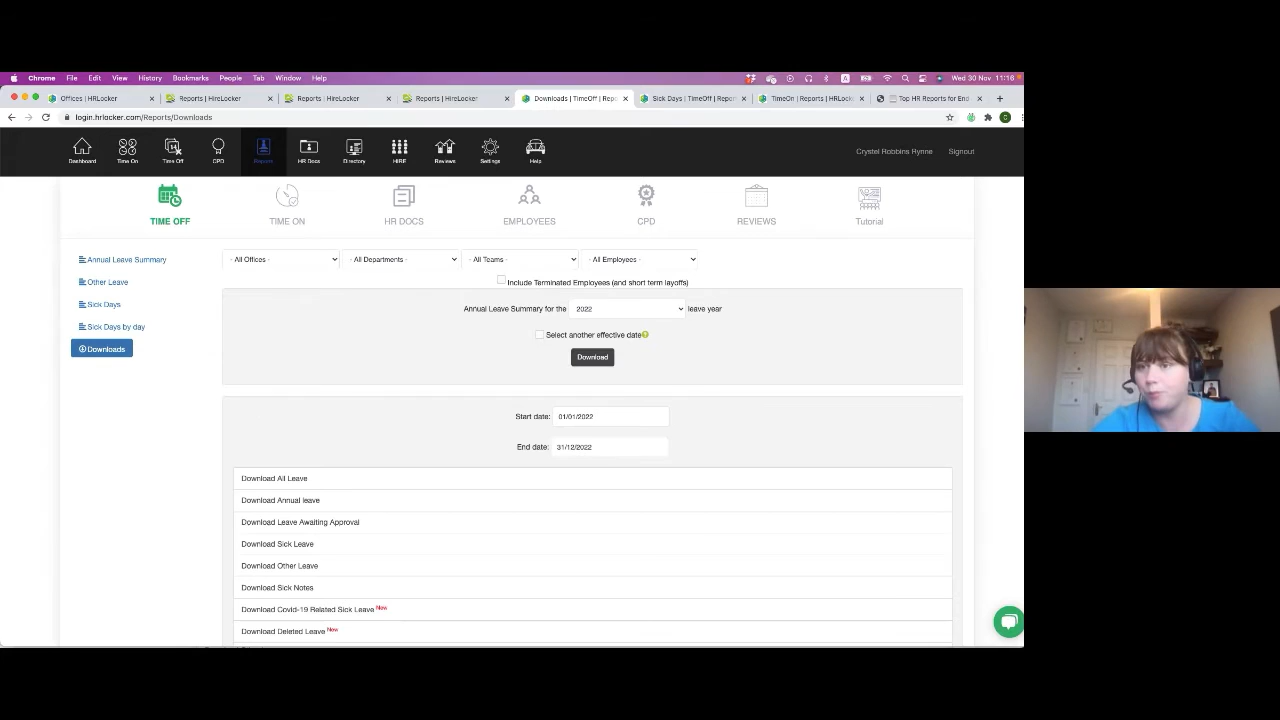 Chrome File Edit View History Bookmarks People Tab Window Help
A
Wed 30 Nov 11:16
Offices | HRLocker
Reports | HireLocker
Reports | HireLocker
Reports | HireLocker
Downloads | TimeOff | Repo
Sick Days | TimeOff | Report
TimeOn | Reports | HRLocker
Top HR Reports for End
login.hrlocker.com/Reports/Downloads
Dashboard
Time On
Time Off
CPD
Reports
HR Docs
Directory
HIRE
Reviews
Settings
Help
Crystel Robbins Rynne
Signout
TIME OFF
TIME ON
HR DOCS
EMPLOYEES
CPD
REVIEWS
Tutorial
Annual Leave Summary
Other Leave
Sick Days
Sick Days by day
Downloads
- All Offices -
- All Departments -
- All Teams -
- All Employees -
Include Terminated Employees (and short term layoffs)
Annual Leave Summary for the 2022 leave year
Select another effective date
Download
Start date: 01/01/2022
End date: 31/12/2022
Download All Leave
Download Annual leave
Download Leave Awaiting Approval
Download Sick Leave
Download Other Leave
Download Sick Notes
Download Covid-19 Related Sick Leave New
Download Deleted Leave New